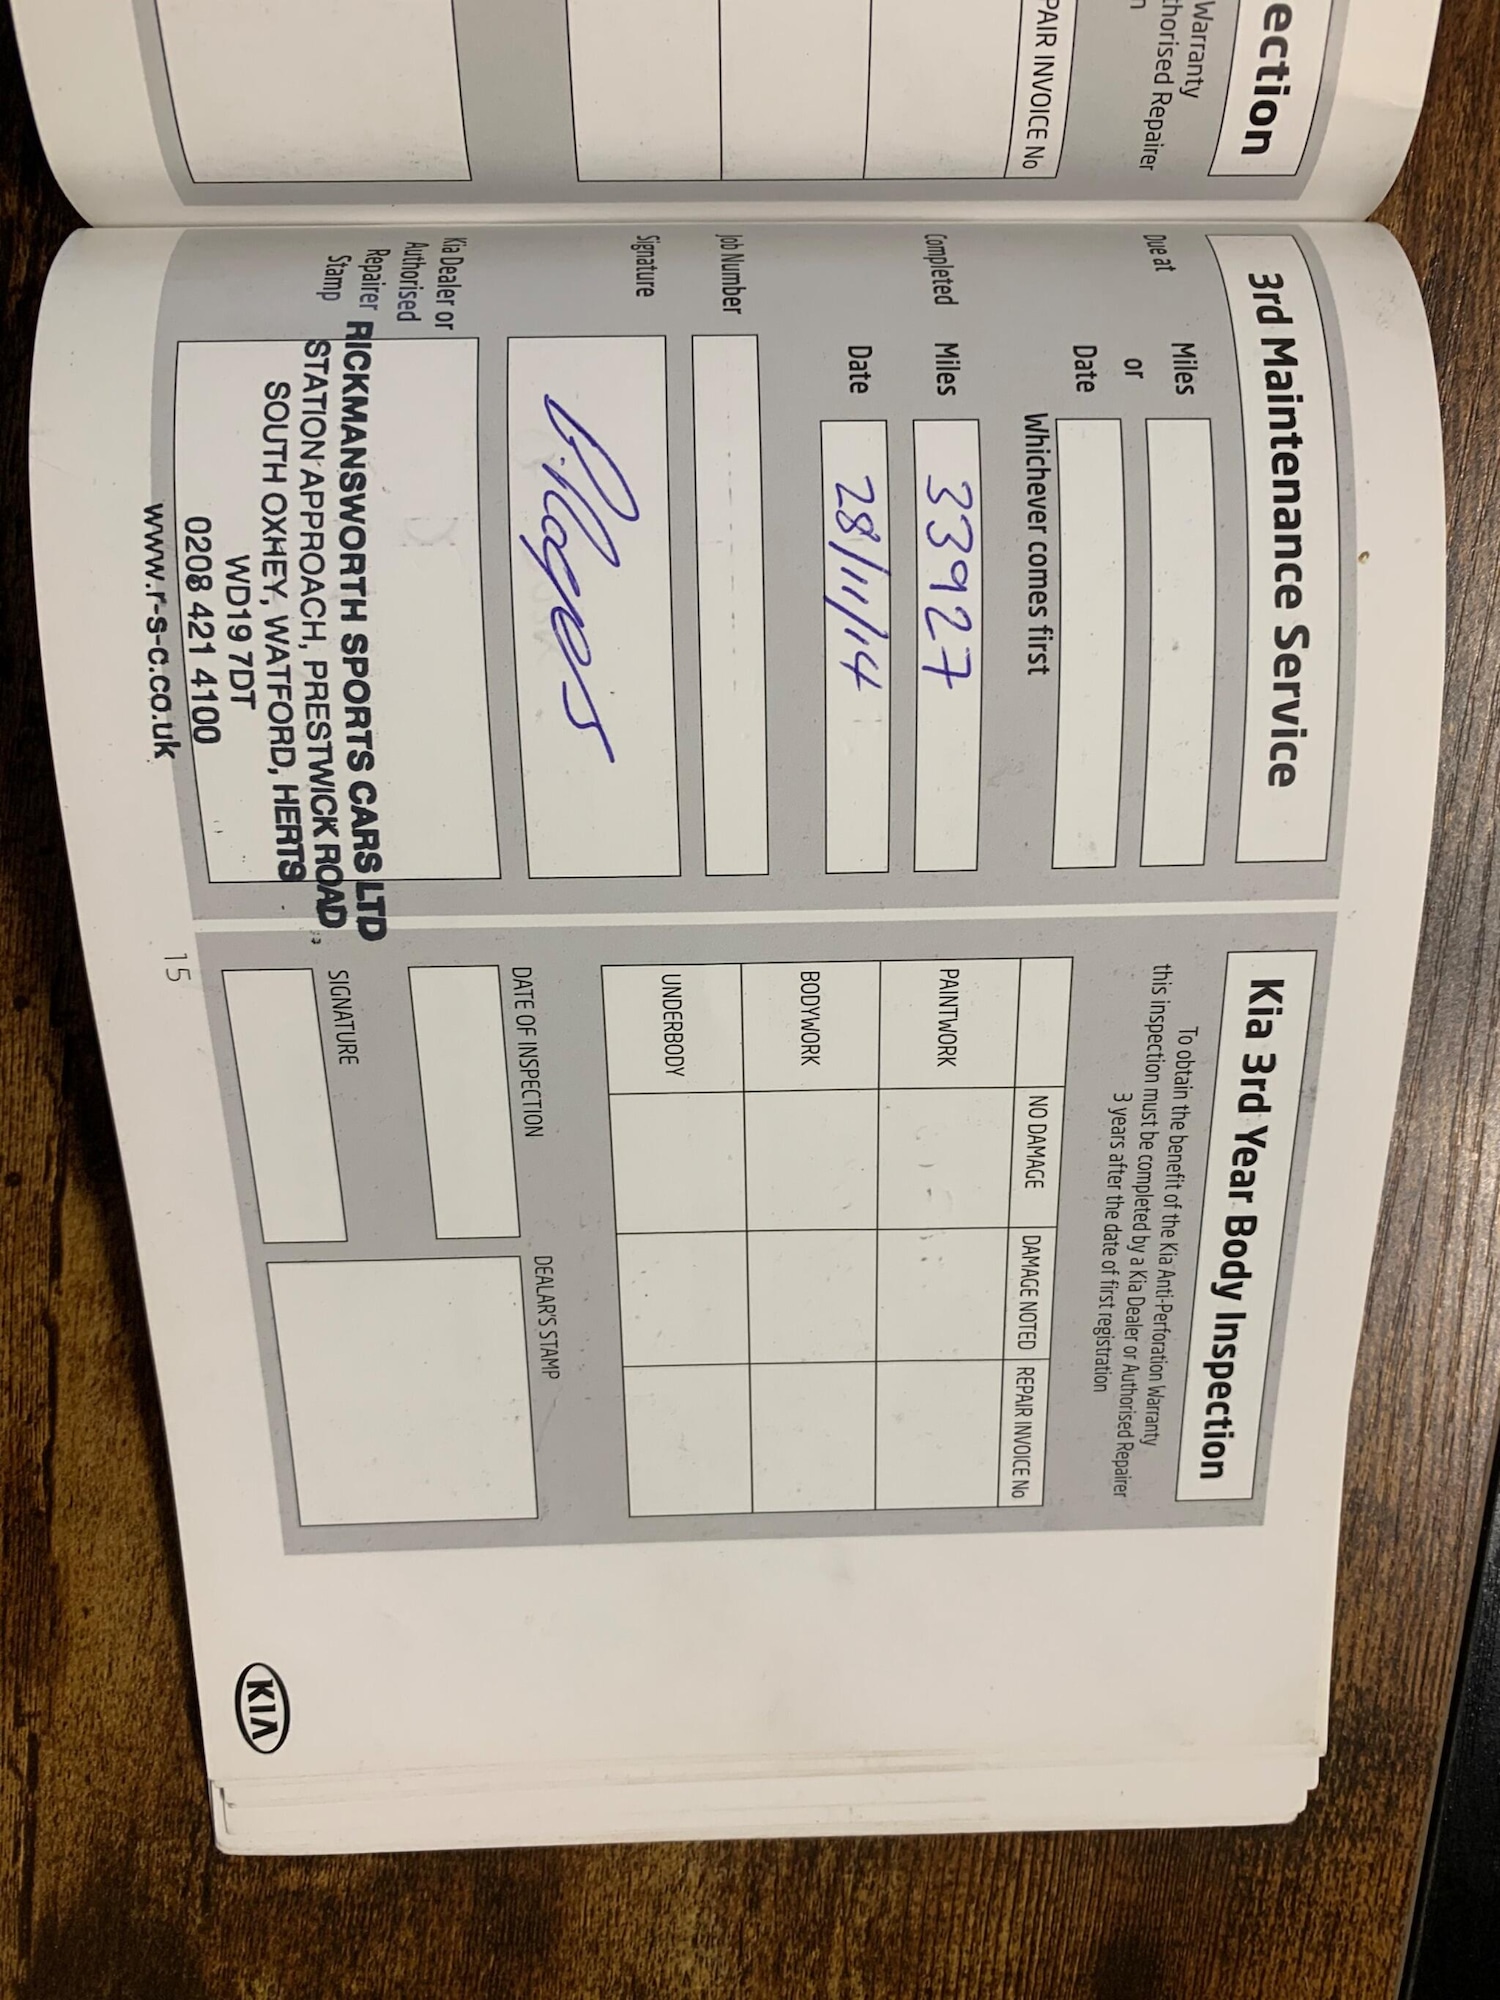 ection
Warranty
thorised Repairer
n
PAIR INVOICE No
3rd Maintenance Service
Due at
Miles
or
Date
Whichever comes first
Completed Miles 33927
Date 28/11/14
Job Number
Signature
Kia Dealer or
Authorised
Repairer
Stamp
RICKMANSWORTH SPORTS CARS LTD
STATION APPROACH, PRESTWICK ROAD
SOUTH OXHEY, WATFORD, HERTS
WD19 7DT
0208 421 4100
www.r-s-c.co.uk
15
Kia 3rd Year Body Inspection
To obtain the benefit of the Kia Anti-Perforation Warranty
this inspection must be completed by a Kia Dealer or Authorised Repairer
3 years after the date of first registration
NO DAMAGE DAMAGE NOTED REPAIR INVOICE No
PAINTWORK
BODYWORK
UNDERBODY
DATE OF INSPECTION
DEALAR'S STAMP
SIGNATURE
KIA